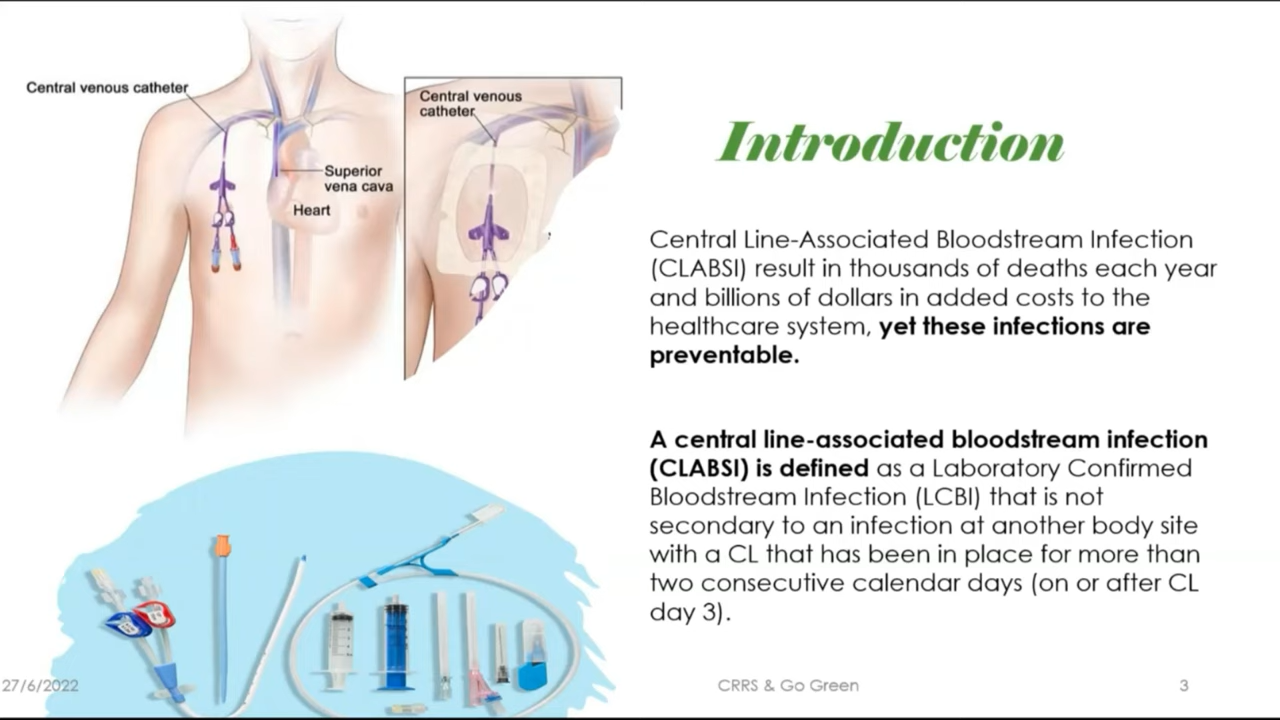 Central venous catheter
Superior
vena cava
Heart
Central venous
catheter
Introduction
Central Line-Associated Bloodstream Infection
(CLABSI) result in thousands of deaths each year
and billions of dollars in added costs to the
healthcare system, yet these infections are
preventable.
A central line-associated bloodstream infection
(CLABSI) is defined as a Laboratory Confirmed
Bloodstream Infection (LCBI) that is not
secondary to an infection at another body site
with a CL that has been in place for more than
two consecutive calendar days (on or after CL
day 3).
27/6/2022
CRRS & Go Green
3